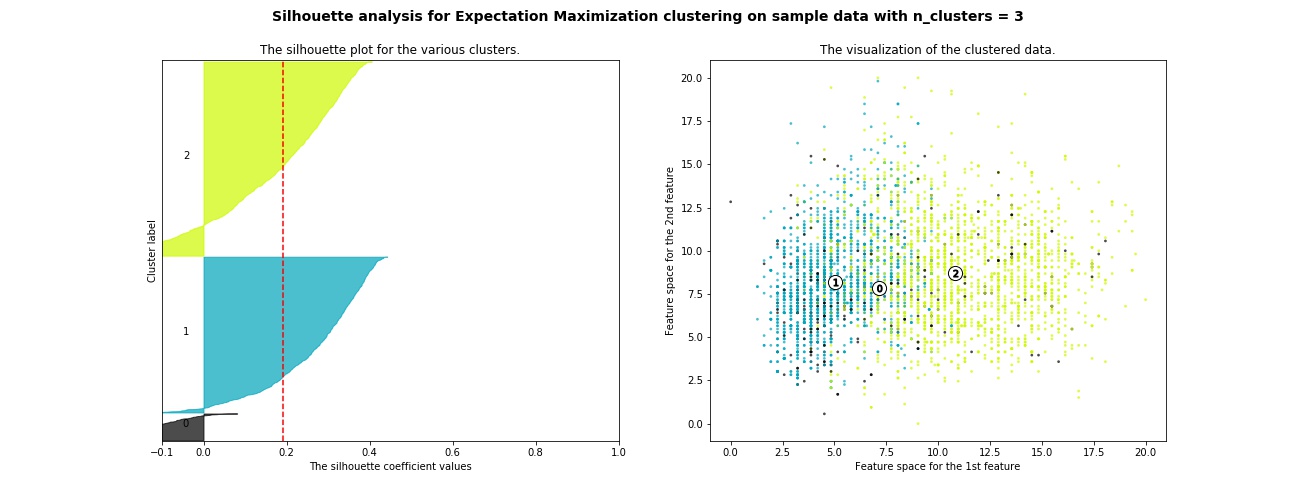 Silhouette analysis for Expectation Maximization clustering on sample data with n_clusters = 3
The silhouette plot for the various clusters.
Cluster label
2
1
0
−0.1 0.0 0.2 0.4 0.6 0.8 1.0
The silhouette coefficient values
The visualization of the clustered data.
Feature space for the 2nd feature
20.0
17.5
15.0
12.5
10.0
7.5
5.0
2.5
0.0
1 0 2
0.0 2.5 5.0 7.5 10.0 12.5 15.0 17.5 20.0
Feature space for the 1st feature